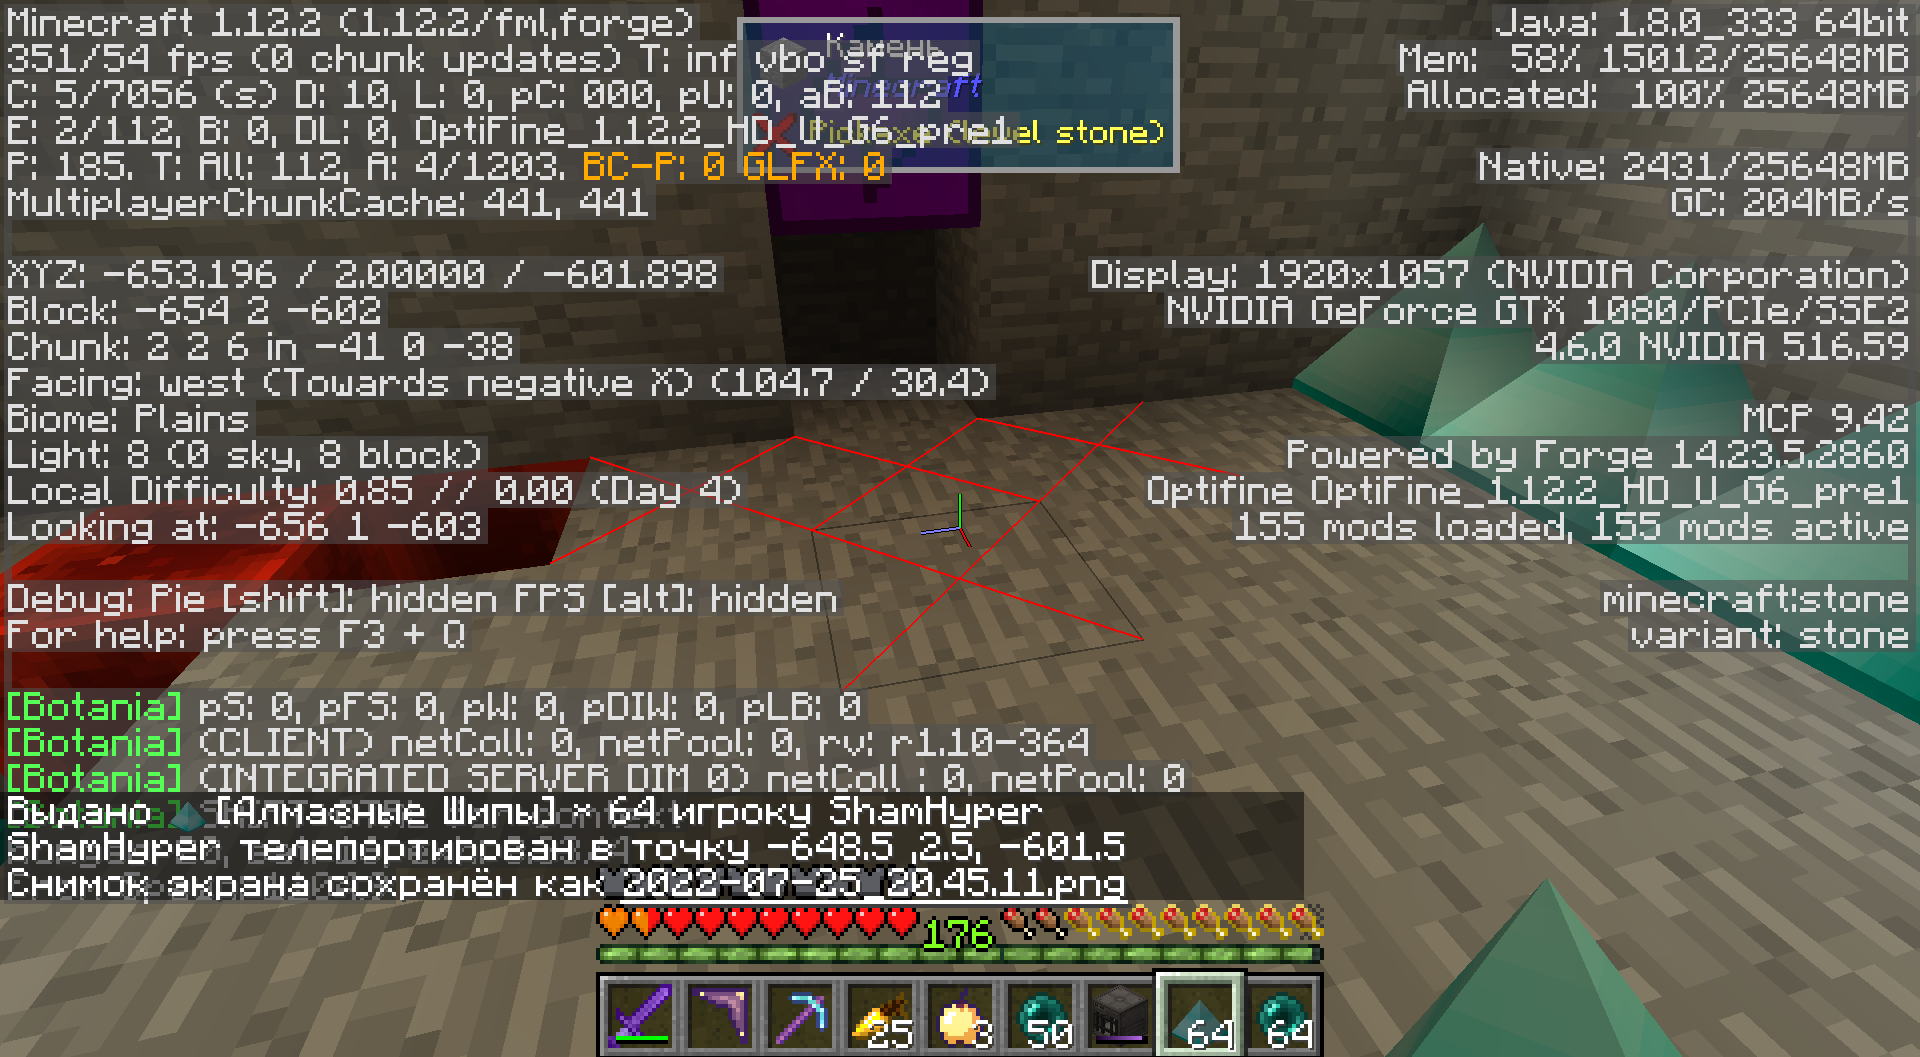 Minecraft 1.12.2 (1.12.2/fml,forge)
351/54 fps (0 chunk updates) T: inf vbo sf reg
C: 5/7056 (s) D: 10, L: 0, pC: 000, pU: 0, aB: 112
E: 2/112, B: 0, DL: 0, OptiFine_1.12.2_HD_U_G6_pre1
P: 185. T: All: 112, A: 4/1203. BC-P: 0 GLFX: 0
MultiplayerChunkCache: 441, 441
XYZ: -653.196 / 2.00000 / -601.898
Block: -654 2 -602
Chunk: 2 2 6 in -41 0 -38
Facing: west (Towards negative X) (104.7 / 30.4)
Biome: Plains
Light: 8 (0 sky, 8 block)
Local Difficulty: 0.85 // 0.00 (Day 4)
Looking at: -656 1 -603
Debug: Pie [shift]: hidden FPS [alt]: hidden
For help: press F3 + Q
[Botania] pS: 0, pFS: 0, pW: 0, pDIW: 0, pLB: 0
[Botania] (CLIENT) netColl: 0, netPool: 0, rv: r1.10-364
[Botania] (INTEGRATED SERVER DIM 0) netColl : 0, netPool: 0
Камень
Minecraft
Pickaxe (level stone)
Java: 1.8.0_333 64bit
Mem: 58% 15012/25648MB
Allocated: 100% 25648MB
Native: 2431/25648MB
GC: 204MB/s
Display: 1920x1057 (NVIDIA Corporation)
NVIDIA GeForce GTX 1080/PCIe/SSE2
4.6.0 NVIDIA 516.59
MCP 9.42
Powered by Forge 14.23.5.2860
Optifine OptiFine_1.12.2_HD_U_G6_pre1
155 mods loaded, 155 mods active
minecraft:stone
variant: stone
Выдано [Алмазные Шипы] × 64 игроку ShamHyper
ShamHyper телепортирован в точку -648.5 ,2.5, -601.5
Снимок экрана сохранён как 2022-07-25_20.45.11.png
176
25
3
50
64
64